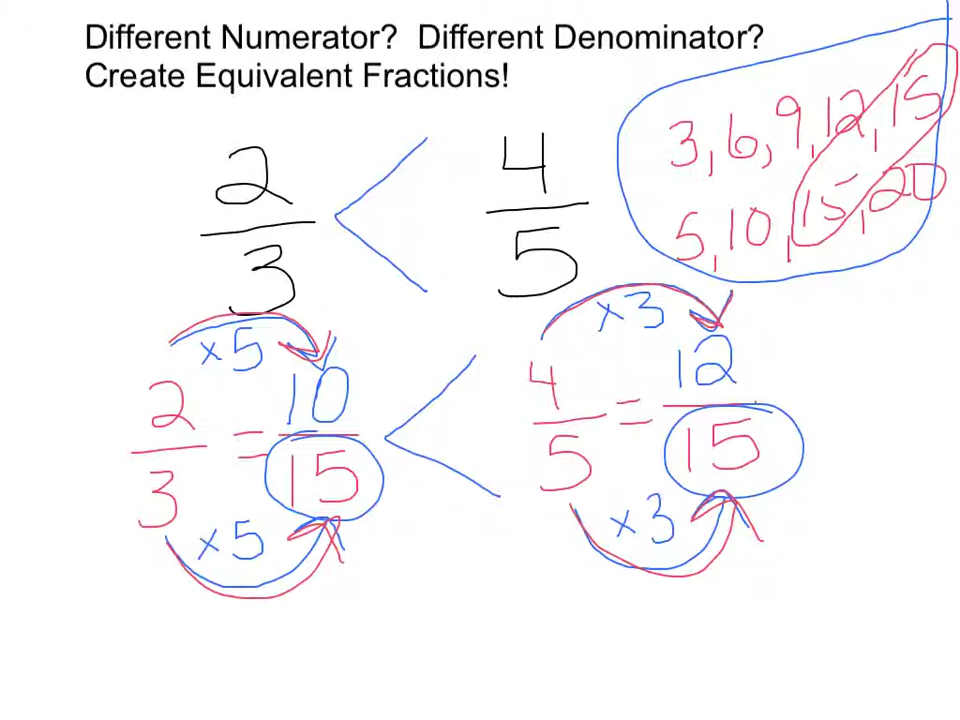 Different Numerator? Different Denominator?
Create Equivalent Fractions!
3, 6, 9, 12, 15
5, 10, 15, 20
2/3 < 4/5
×5
×3
2/3 = 10/15 < 4/5 = 12/15
×5
×3